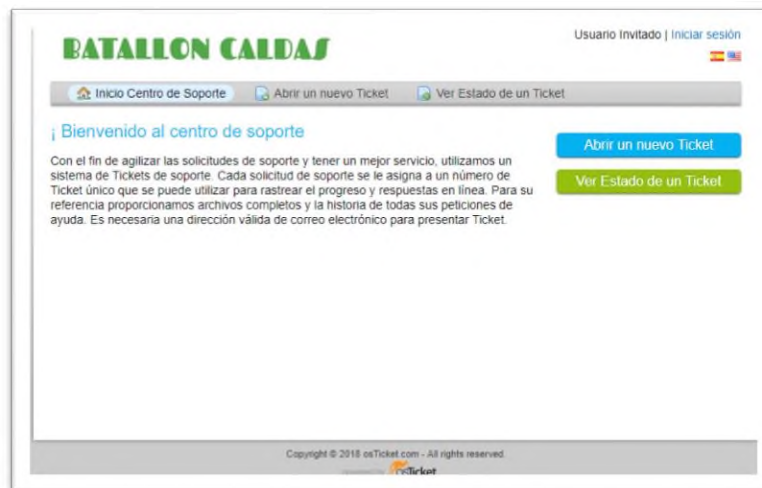 BATALLON CALDAS
Usuario Invitado | Iniciar sesión
Inicio Centro de Soporte
Abrir un nuevo Ticket
Ver Estado de un Ticket
¡ Bienvenido al centro de soporte
Con el fin de agilizar las solicitudes de soporte y tener un mejor servicio, utilizamos un
sistema de Tickets de soporte. Cada solicitud de soporte se le asigna a un número de
Ticket único que se puede utilizar para rastrear el progreso y respuestas en línea. Para su
referencia proporcionamos archivos completos y la historia de todas sus peticiones de
ayuda. Es necesaria una dirección válida de correo electrónico para presentar Ticket.
Abrir un nuevo Ticket
Ver Estado de un Ticket
Copyright © 2018 osTicket.com - All rights reserved.
osTicket